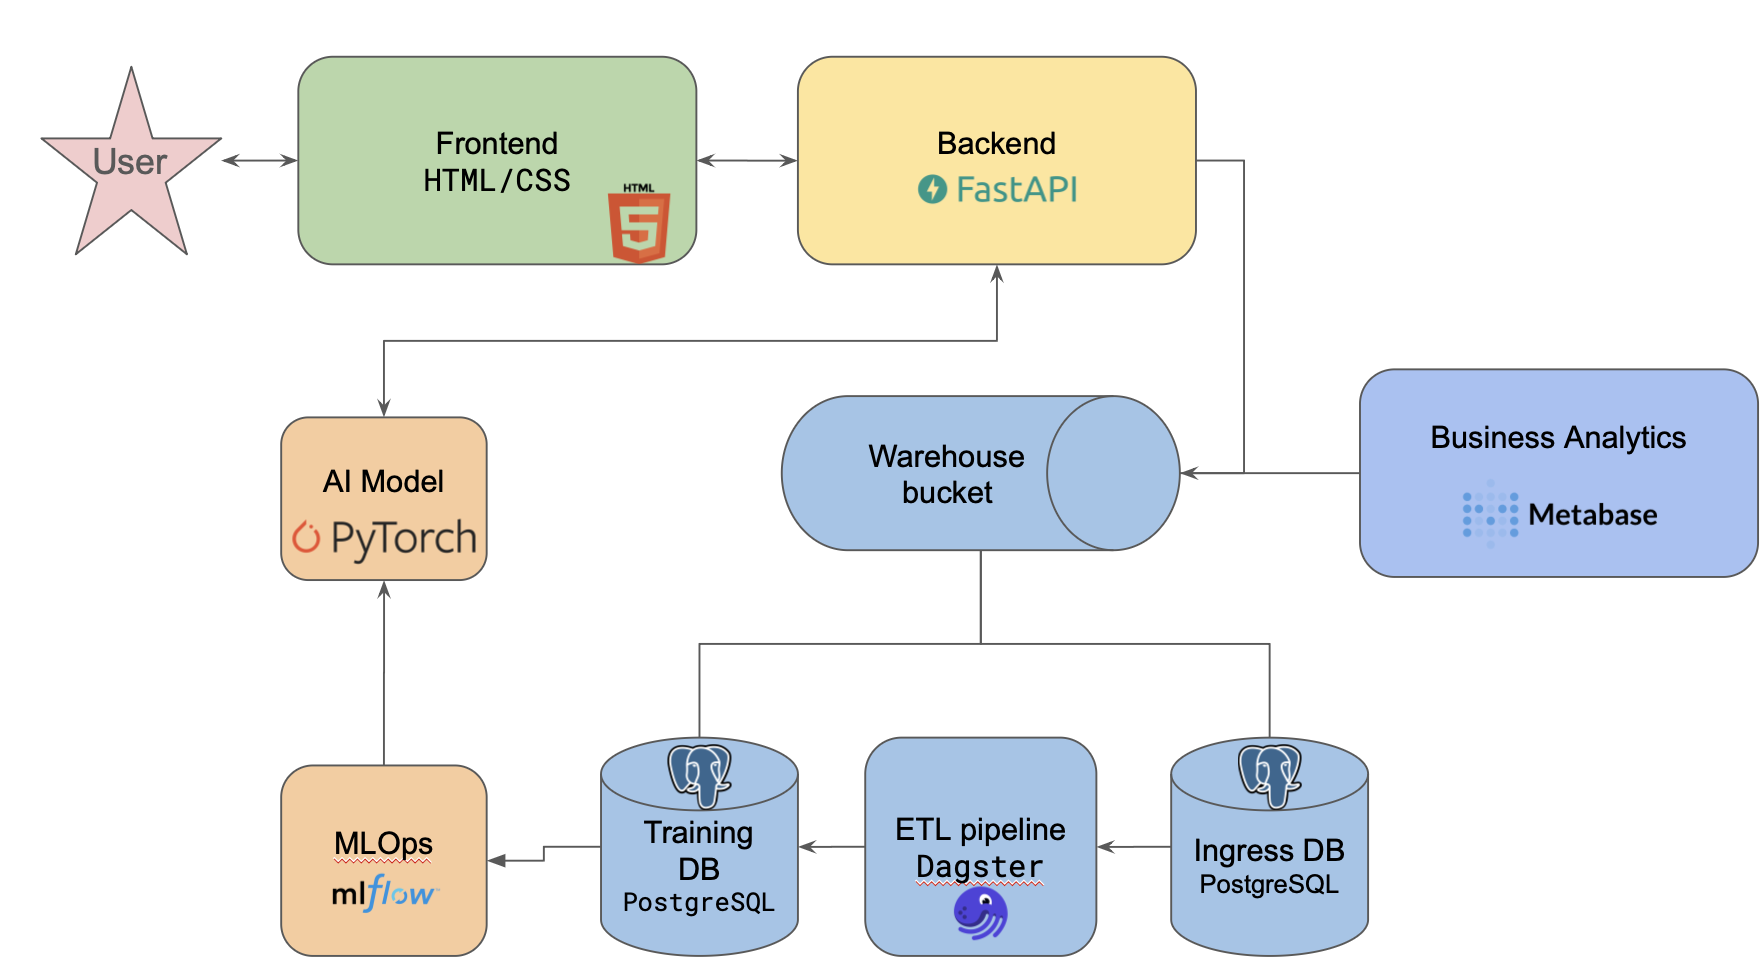 User
Frontend
HTML/CSS
HTML
5
Backend
FastAPI
AI Model
PyTorch
Warehouse
bucket
Business Analytics
Metabase
MLOps
mlflow™
Training
DB
PostgreSQL
ETL pipeline
Dagster
Ingress DB
PostgreSQL